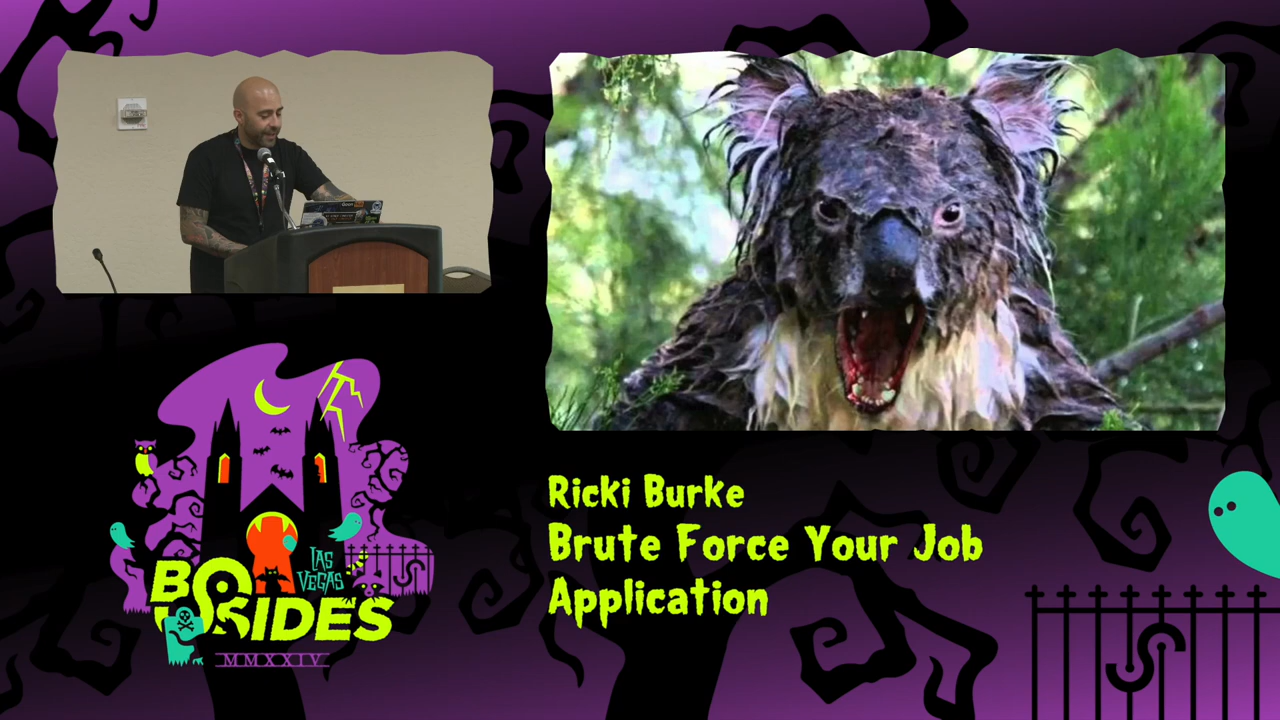 Ricki Burke
Brute Force Your Job
Application
LAS
VEGAS
BSIDES
MMXXIV